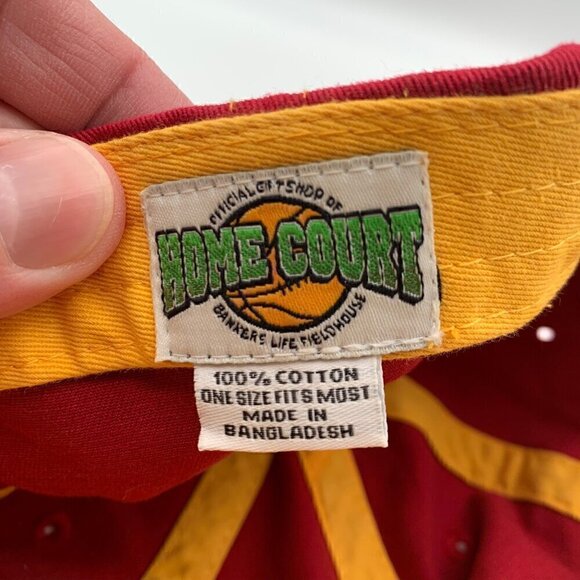 OFFICIAL GIFT SHOP OF
HOME COURT
BANKERS LIFE FIELDHOUSE
100% COTTON
ONE SIZE FITS MOST
MADE IN
BANGLADESH